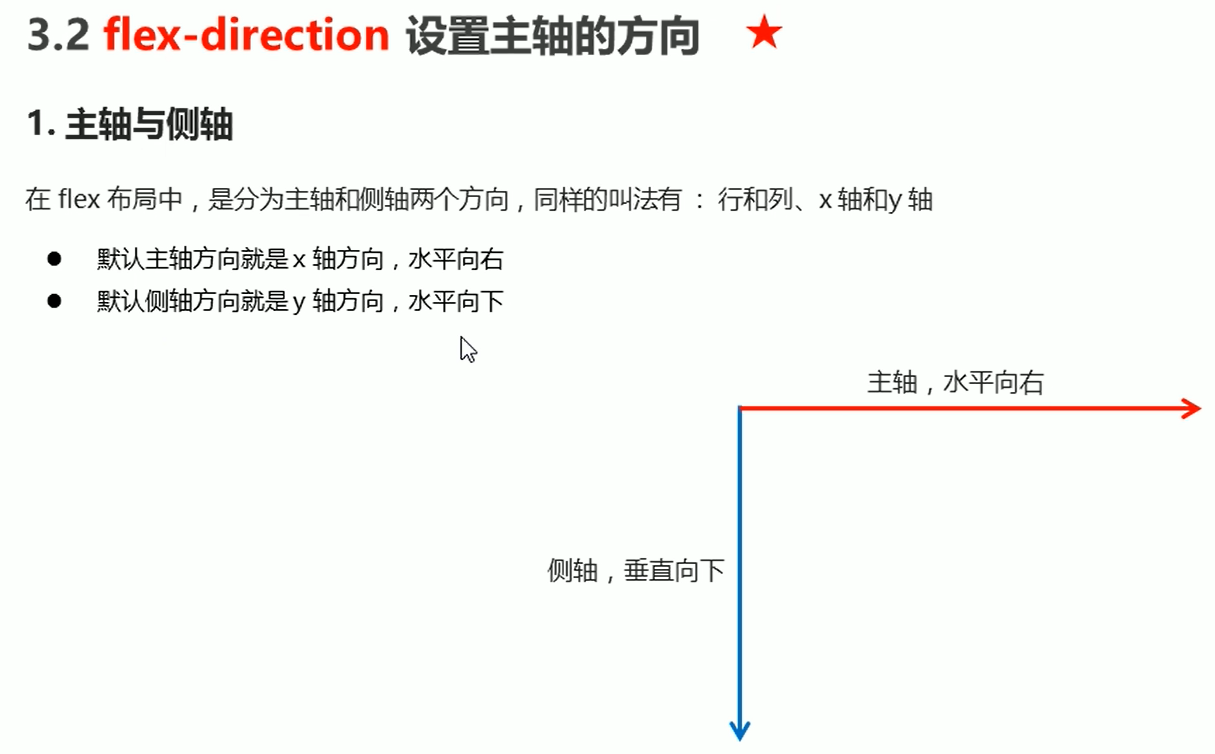 3.2 flex-direction 设置主轴的方向
1. 主轴与侧轴
在 flex 布局中，是分为主轴和侧轴两个方向，同样的叫法有 ： 行和列、x 轴和y 轴
默认主轴方向就是 x 轴方向，水平向右
默认侧轴方向就是 y 轴方向，水平向下
主轴，水平向右
侧轴，垂直向下